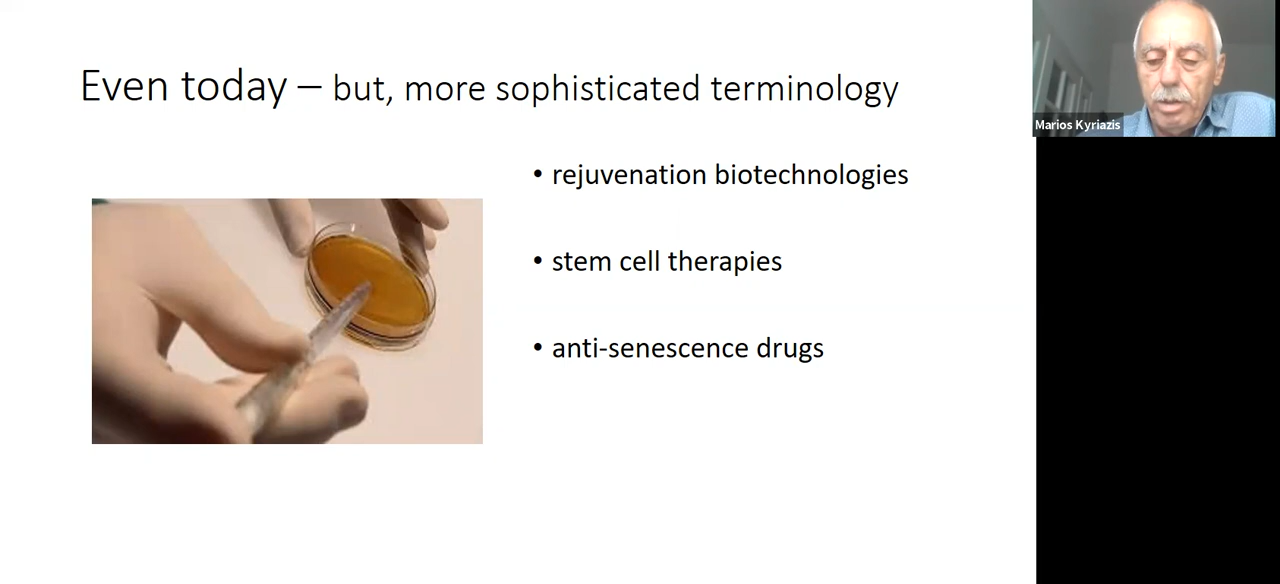 Even today – but, more sophisticated terminology
Marios Kyriazis
• rejuvenation biotechnologies
• stem cell therapies
• anti-senescence drugs